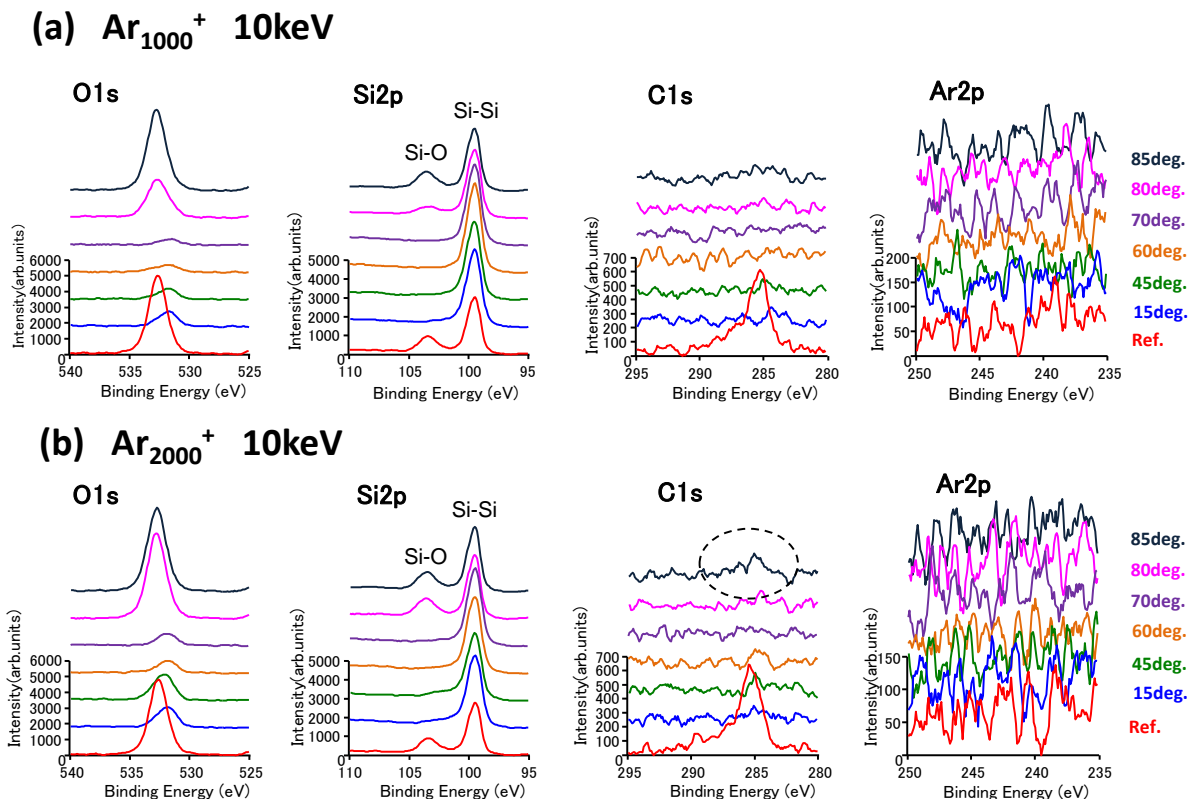 (a) Ar1000+ 10keV
O1s
Si2p
C1s
Ar2p
Si-O
Si-Si
Intensity(arb.units)
6000
5000
4000
3000
2000
1000
0
540
535
530
525
Binding Energy (eV)
Intensity(arb.units)
5000
4000
3000
2000
1000
0
110
105
100
95
Binding Energy (eV)
Intensity(arb.units)
700
600
500
400
300
200
100
0
295
290
285
280
Binding Energy (eV)
Intensity(arb.units)
200
150
100
50
0
250
245
240
235
Binding Energy (eV)
85deg.
80deg.
70deg.
60deg.
45deg.
15deg.
Ref.
(b) Ar2000+ 10keV
O1s
Si2p
C1s
Ar2p
Si-O
Si-Si
Intensity(arb.units)
6000
5000
4000
3000
2000
1000
540
535
530
525
Binding Energy (eV)
Intensity(arb.units)
5000
4000
3000
2000
1000
110
105
100
95
Binding Energy (eV)
Intensity(arb.units)
700
600
500
400
300
200
100
0
295
290
285
280
Binding Energy (eV)
Intensity(arb.units)
150
100
50
250
245
240
235
Binding Energy (eV)
85deg.
80deg.
70deg.
60deg.
45deg.
15deg.
Ref.